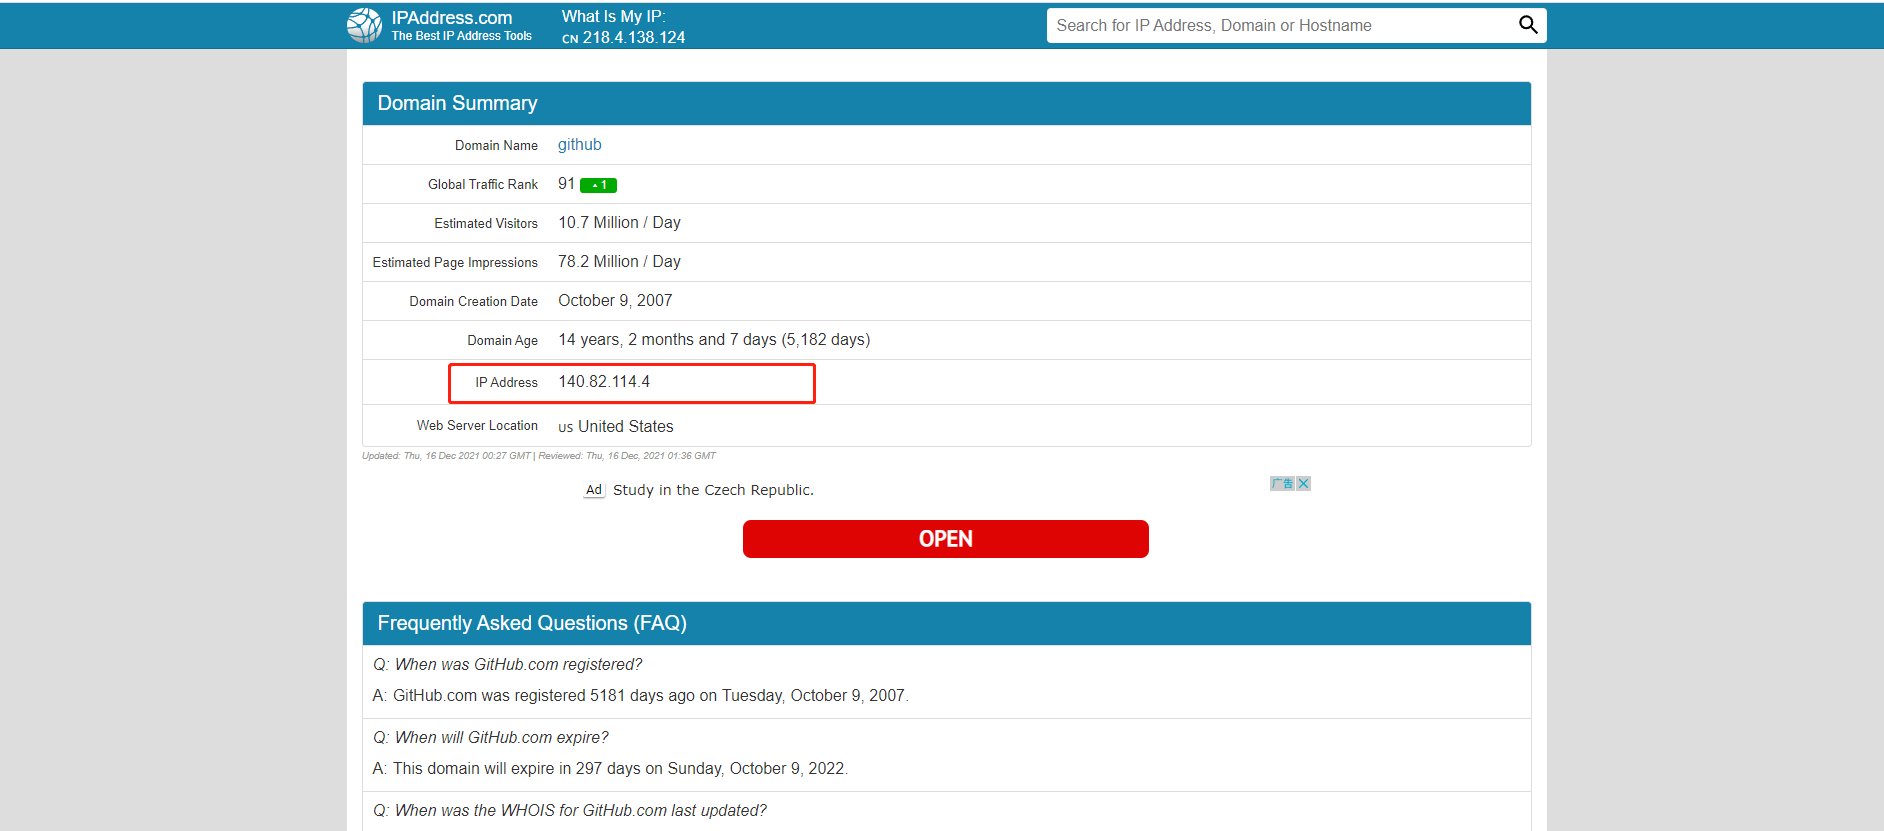 IPAddress.com
The Best IP Address Tools
What Is My IP:
CN 218.4.138.124
Search for IP Address, Domain or Hostname
Domain Summary
Domain Name github
Global Traffic Rank 91 ▲1
Estimated Visitors 10.7 Million / Day
Estimated Page Impressions 78.2 Million / Day
Domain Creation Date October 9, 2007
Domain Age 14 years, 2 months and 7 days (5,182 days)
IP Address 140.82.114.4
Web Server Location US United States
Updated: Thu, 16 Dec 2021 00:27 GMT | Reviewed: Thu, 16 Dec, 2021 01:36 GMT
Ad Study in the Czech Republic.
广告
OPEN
Frequently Asked Questions (FAQ)
Q: When was GitHub.com registered?
A: GitHub.com was registered 5181 days ago on Tuesday, October 9, 2007.
Q: When will GitHub.com expire?
A: This domain will expire in 297 days on Sunday, October 9, 2022.
Q: When was the WHOIS for GitHub.com last updated?